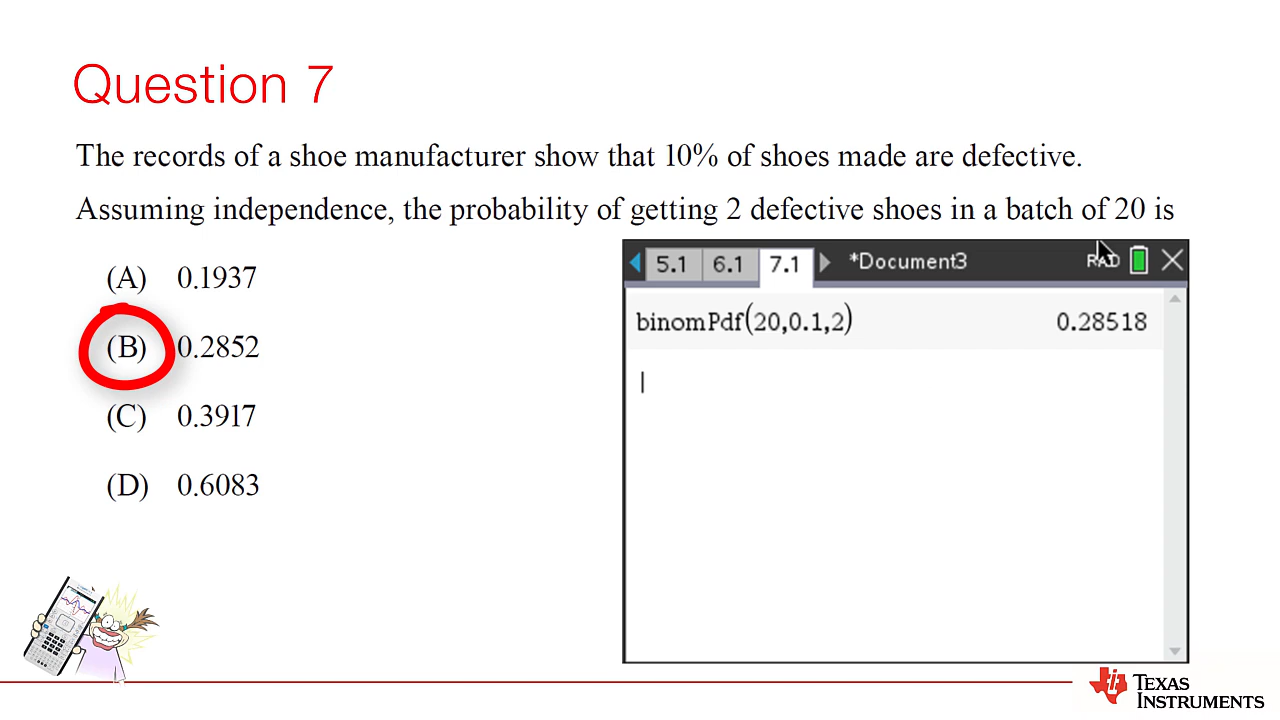 Question 7
The records of a shoe manufacturer show that 10% of shoes made are defective.
Assuming independence, the probability of getting 2 defective shoes in a batch of 20 is
(A) 0.1937
(B) 0.2852
(C) 0.3917
(D) 0.6083
5.1 6.1 7.1 *Document3 RAD
binomPdf(20,0.1,2) 0.28518
TEXAS
INSTRUMENTS